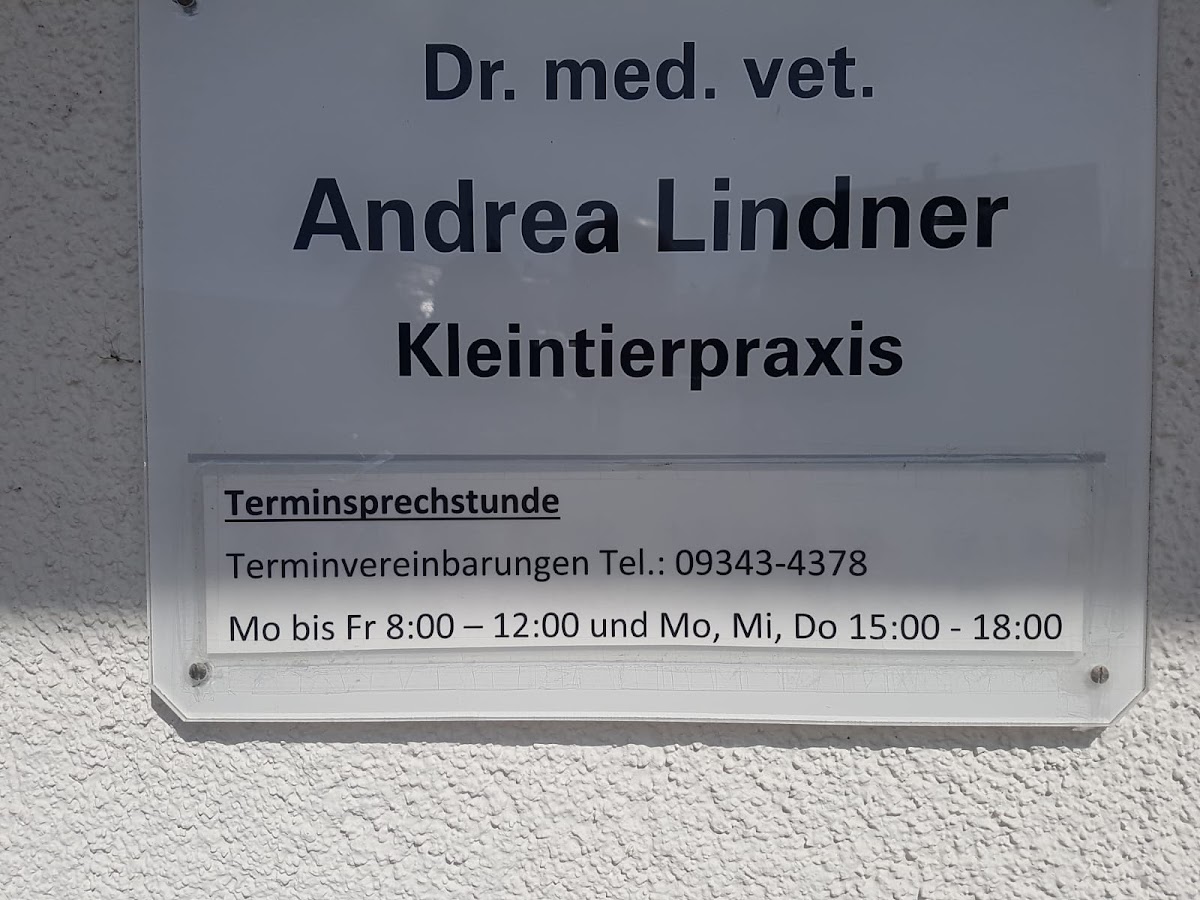 Dr. med. vet.
Andrea Lindner
Kleintierpraxis
Terminsprechstunde
Terminvereinbarungen Tel.: 09343-4378
Mo bis Fr 8:00 – 12:00 und Mo, Mi, Do 15:00 - 18:00